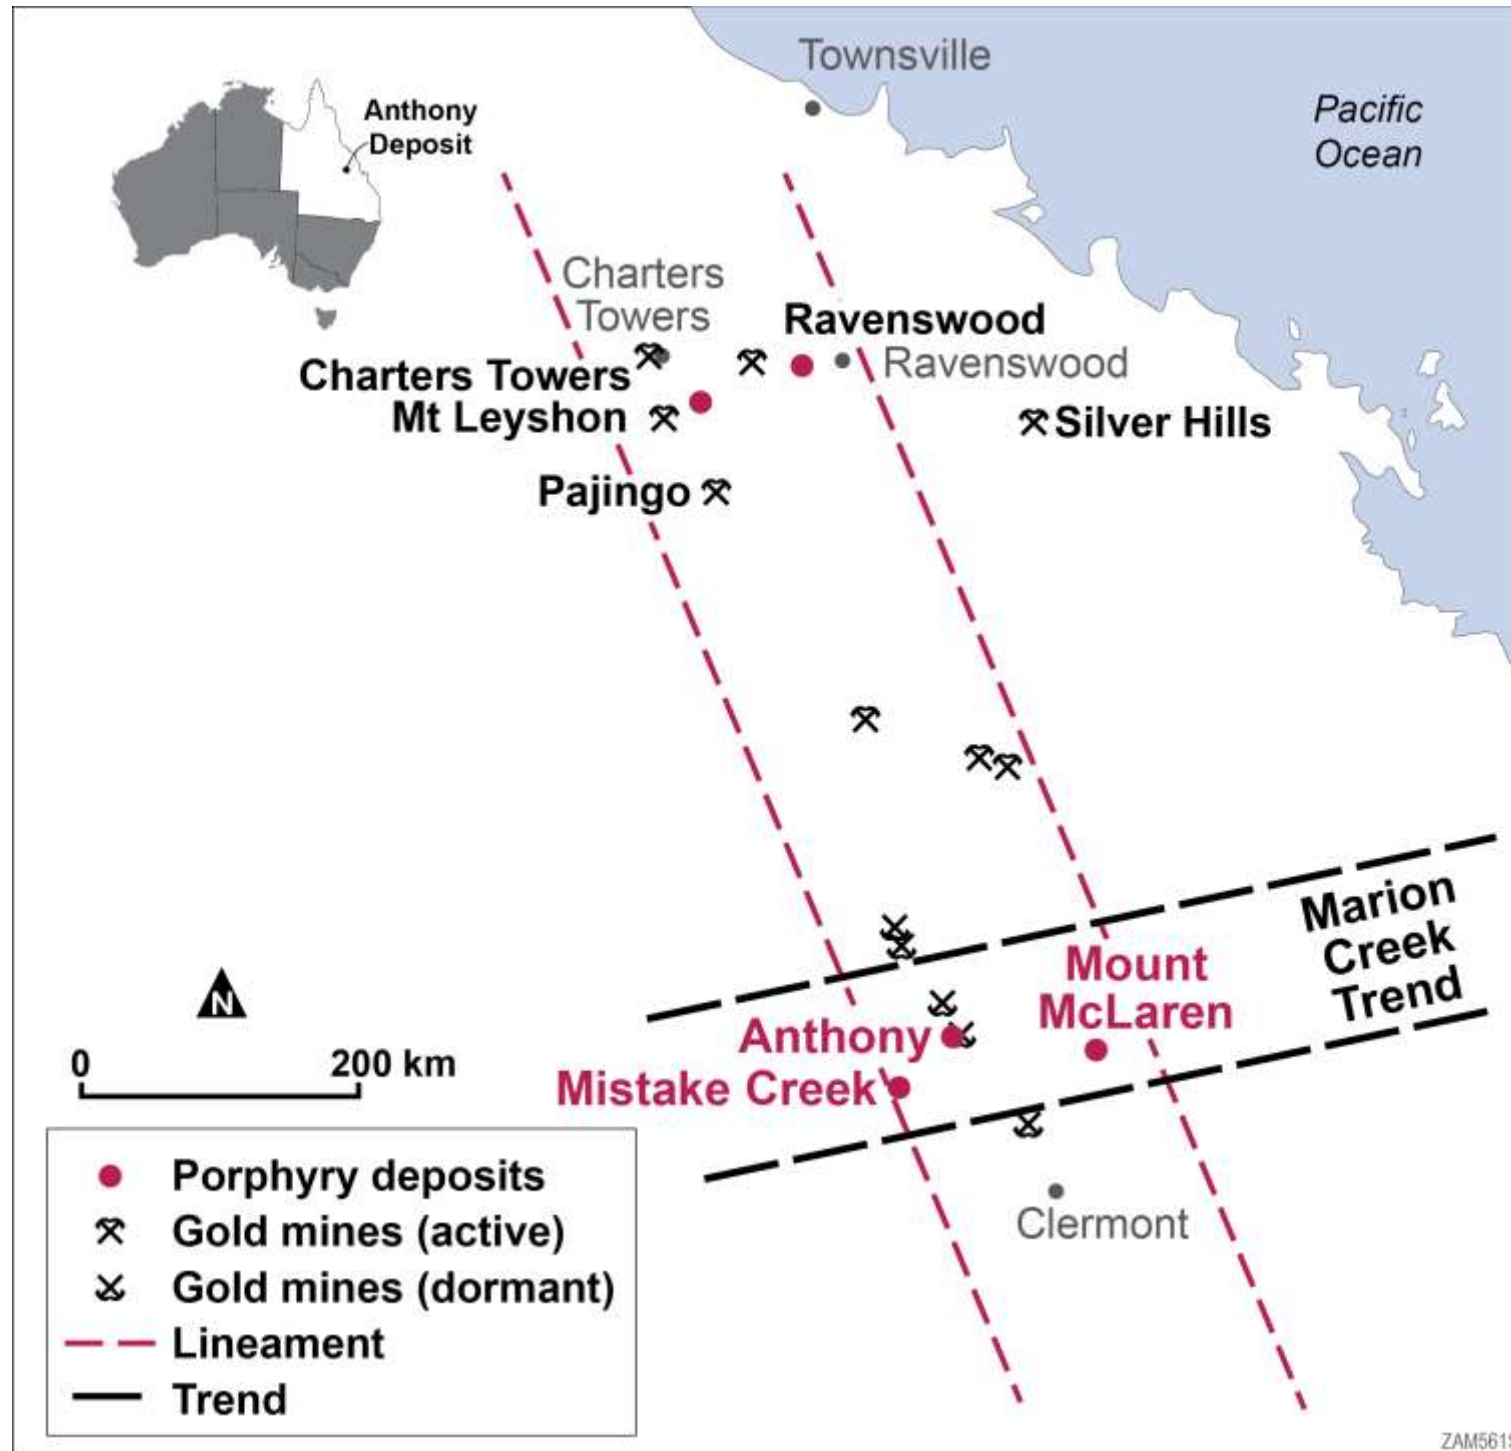 Townsville
Pacific
Ocean
Anthony
Deposit
Charters
Towers
Ravenswood
Ravenswood
Charters Towers
Mt Leyshon
Silver Hills
Pajingo
Marion
Creek
Trend
Mount
McLaren
N
Anthony
Mistake Creek
0 200 km
Clermont
Porphyry deposits
Gold mines (active)
Gold mines (dormant)
Lineament
Trend